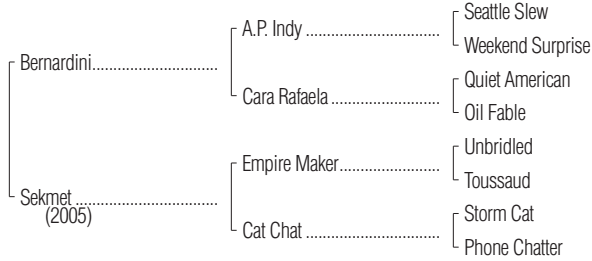 Seattle Slew
A.P. Indy ............................
Weekend Surprise
Bernardini..........................
Quiet American
Cara Rafaela ......................
Oil Fable
Unbridled
Empire Maker....................
Toussaud
Sekmet .............................
(2005)
Storm Cat
Cat Chat ...........................
Phone Chatter